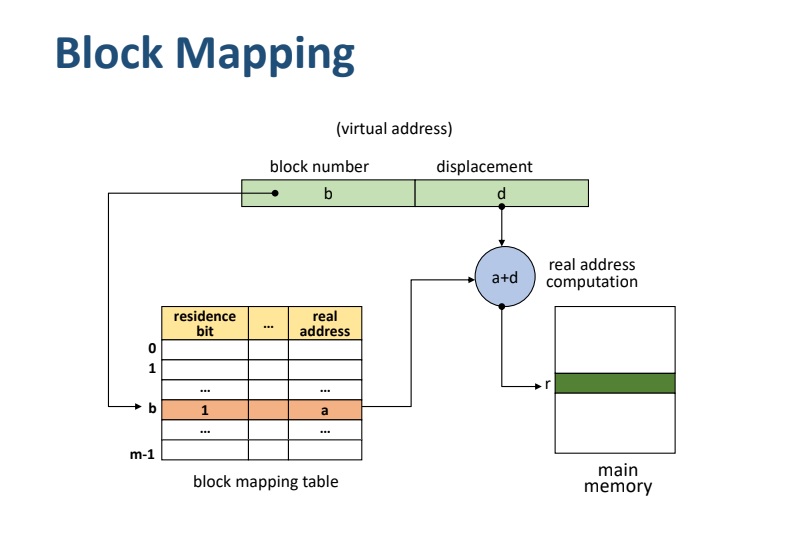 Block Mapping
(virtual address)
block number displacement
b d
a+d
real address
computation
residence
bit
...
real
address
0
1
... ...
b 1 a
... ...
m-1
block mapping table
r
main
memory